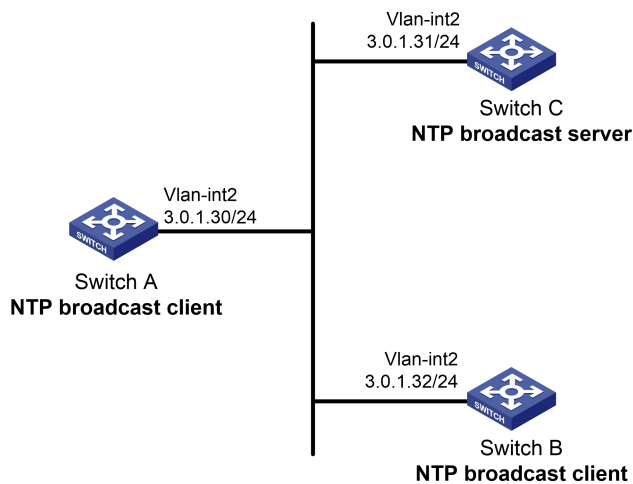 Vlan-int2
3.0.1.31/24
SWITCH
Switch C
NTP broadcast server
Vlan-int2
3.0.1.30/24
SWITCH
Switch A
NTP broadcast client
Vlan-int2
3.0.1.32/24
SWITCH
Switch B
NTP broadcast client